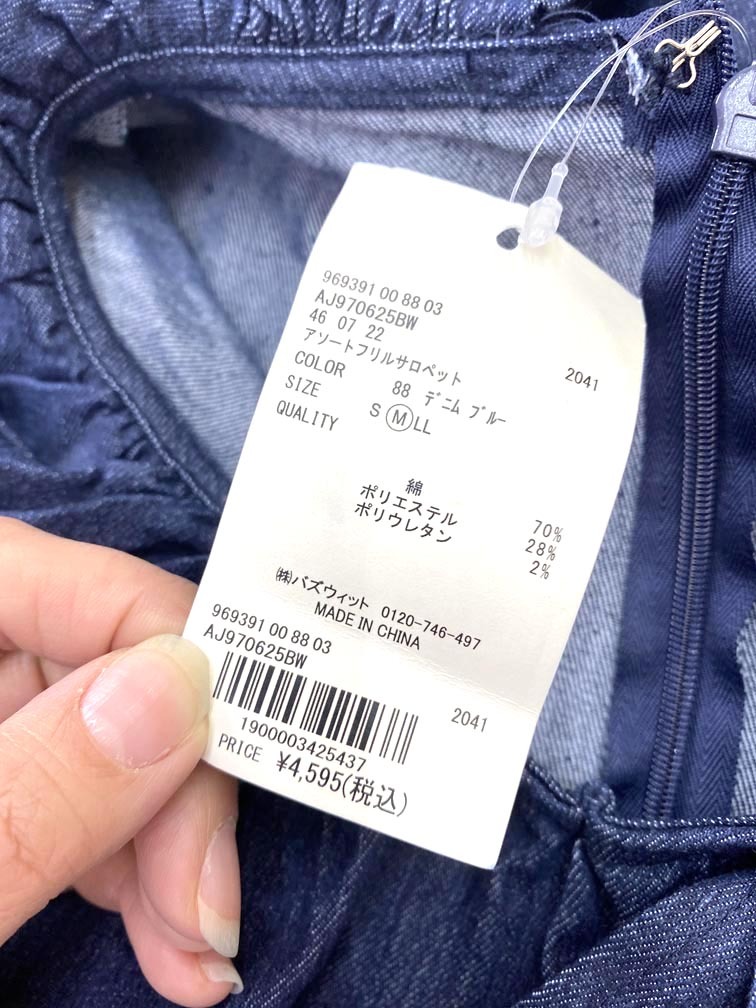 969391 00 88 03
AJ970625BW
46 07 22
アソートフリルサロペット 2041
COLOR 88 デニム ブルー
SIZE S Ⓜ LL
QUALITY
綿 70%
ポリエステル 28%
ポリウレタン 2%
㈱バズウィット 0120-746-497
MADE IN CHINA
969391 00 88 03
AJ970625BW
2041
1900003425437
PRICE ¥4,595(税込)